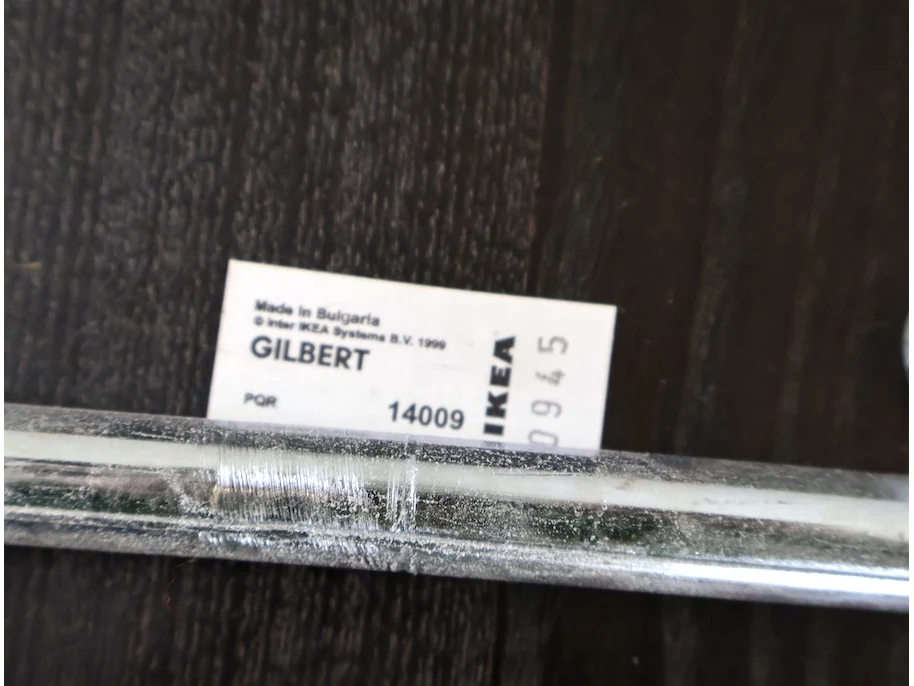 Made in Bulgaria
© Inter IKEA Systems B.V. 1999
GILBERT
PQR 14009
IKEA
0945